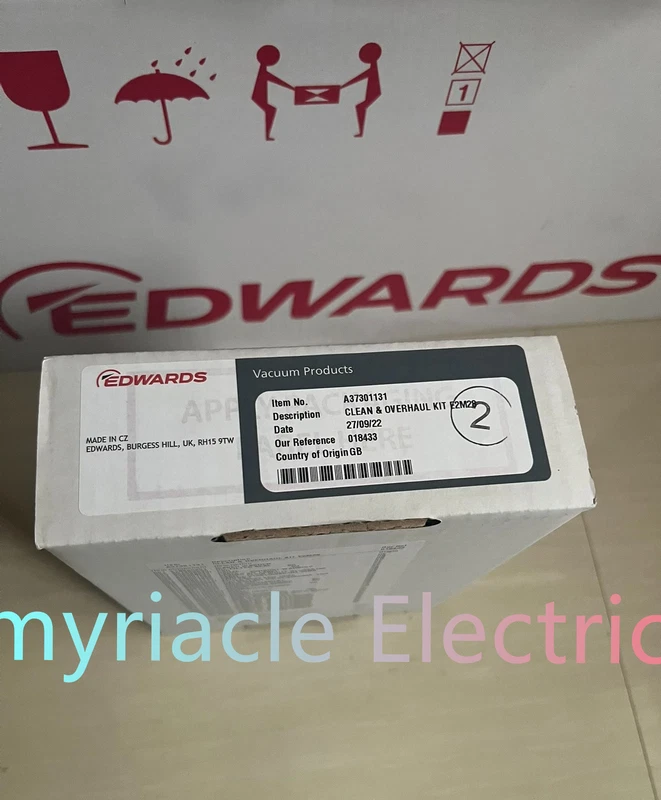 1
EDWARDS
EDWARDS
Vacuum Products
MADE IN CZ
EDWARDS, BURGESS HILL, UK, RH15 9TW
Item No. A37301131
Description CLEAN & OVERHAUL KIT E2M28
Date 27/09/22
Our Reference 018433
Country of Origin GB
2
myriacle Electric